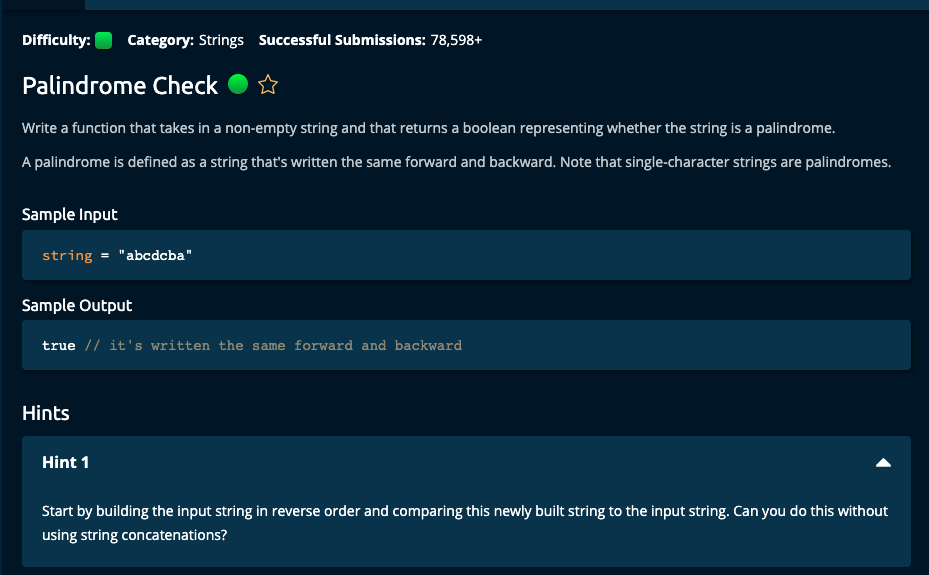 Difficulty: Category: Strings Successful Submissions: 78,598+
Palindrome Check
Write a function that takes in a non-empty string and that returns a boolean representing whether the string is a palindrome.
A palindrome is defined as a string that's written the same forward and backward. Note that single-character strings are palindromes.
Sample Input
string = "abcdcba"
Sample Output
true // it's written the same forward and backward
Hints
Hint 1
Start by building the input string in reverse order and comparing this newly built string to the input string. Can you do this without
using string concatenations?